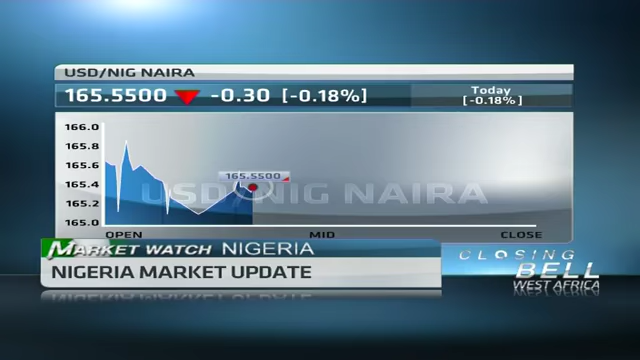 USD/NIG NAIRA
165.5500 -0.30 [-0.18%]
Today
[-0.18%]
166.0
165.8
165.6
165.4
165.2
165.0
165.5500
USD/NIG NAIRA
OPEN MID CLOSE
MARKET WATCH NIGERIA
NIGERIA MARKET UPDATE
CLOSING
BELL
WEST AFRICA